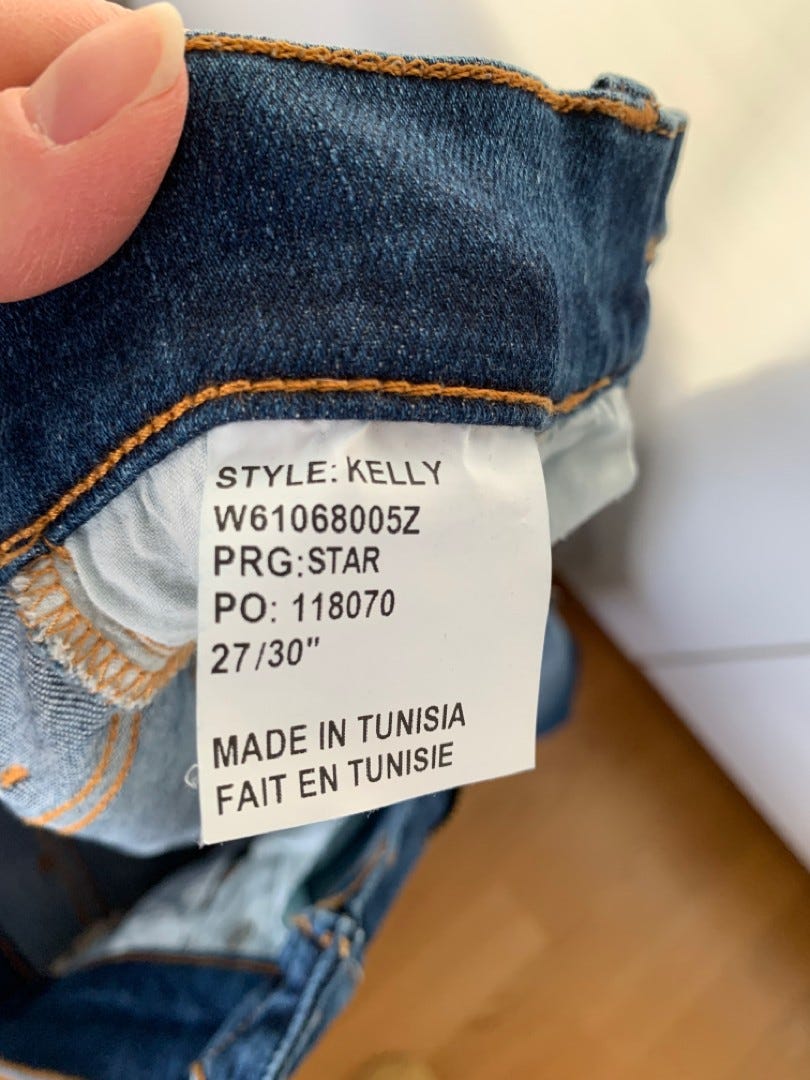 STYLE: KELLY
W61068005Z
PRG:STAR
PO: 118070
27/30"
MADE IN TUNISIA
FAIT EN TUNISIE